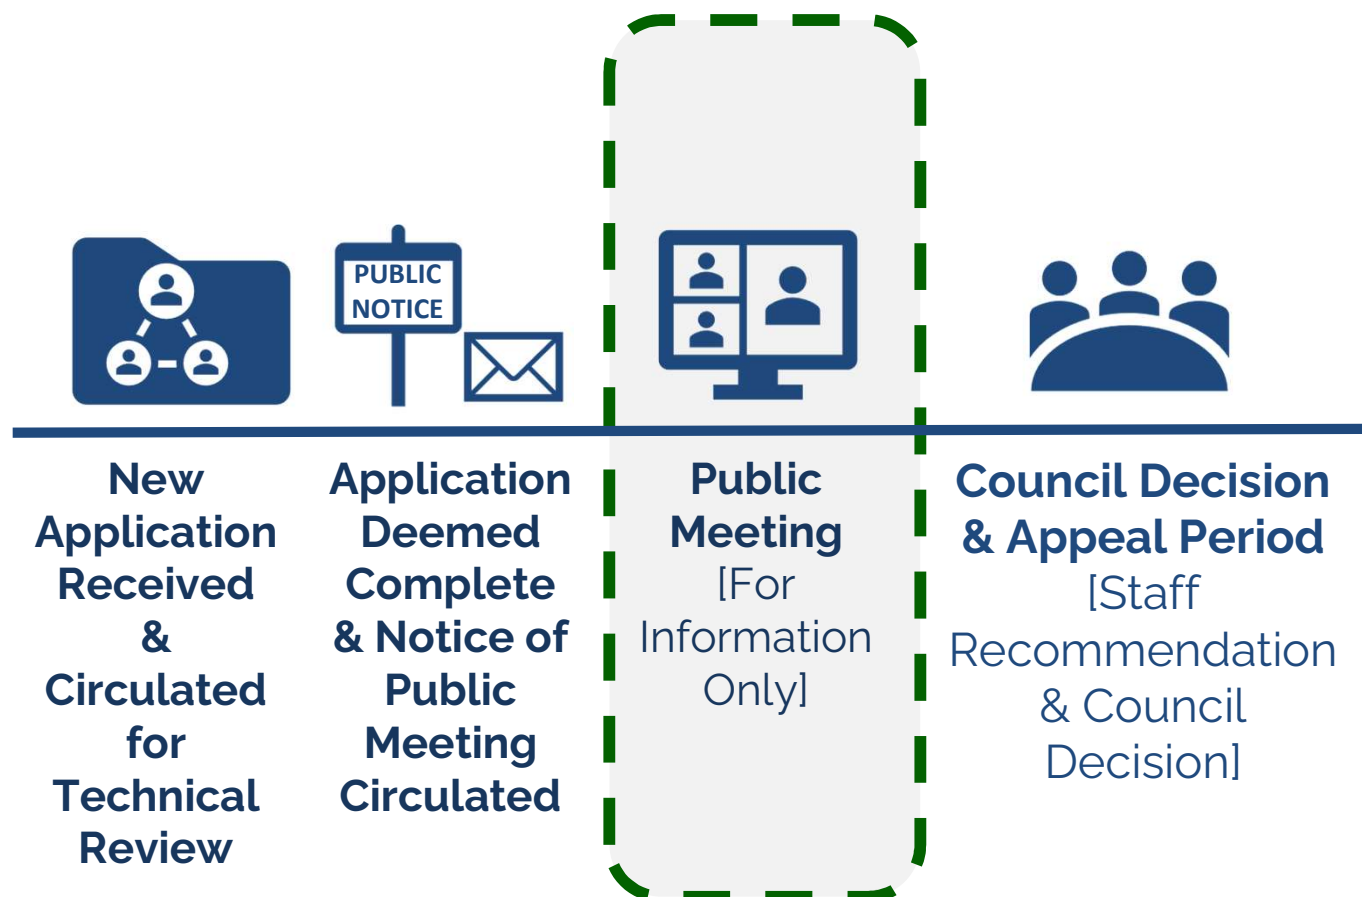 PUBLIC
NOTICE
New
Application
Received
&
Circulated
for
Technical
Review
Application
Deemed
Complete
& Notice of
Public
Meeting
Circulated
Public
Meeting
[For
Information
Only]
Council Decision
& Appeal Period
[Staff
Recommendation
& Council
Decision]